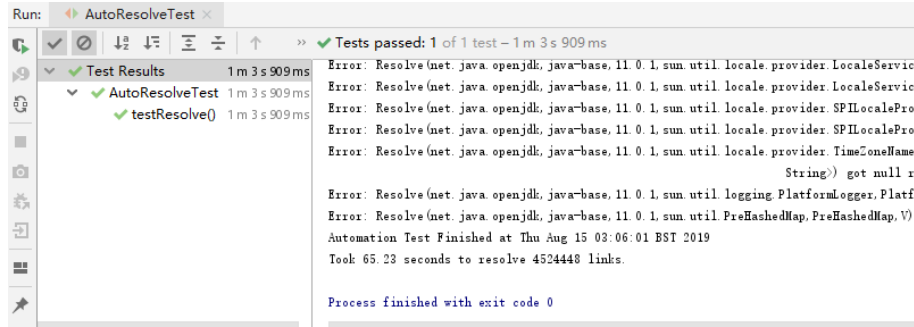 Run: AutoResolveTest
Tests passed: 1 of 1 test – 1 m 3 s 909 ms
Test Results 1 m 3 s 909 ms
AutoResolveTest 1 m 3 s 909 ms
testResolve() 1 m 3 s 909 ms
Error: Resolve(net.java.openjdk, java-base, 11.0.1, sun.util.locale.provider.LocaleServic
Error: Resolve(net.java.openjdk, java-base, 11.0.1, sun.util.locale.provider.LocaleServic
Error: Resolve(net.java.openjdk, java-base, 11.0.1, sun.util.locale.provider.SPILocalePro
Error: Resolve(net.java.openjdk, java-base, 11.0.1, sun.util.locale.provider.SPILocalePro
Error: Resolve(net.java.openjdk, java-base, 11.0.1, sun.util.locale.provider.TimeZoneName
String>) got null r
Error: Resolve(net.java.openjdk, java-base, 11.0.1, sun.util.logging.PlatformLogger, Platf
Error: Resolve(net.java.openjdk, java-base, 11.0.1, sun.util.PreHashedMap, PreHashedMap, V)
Automation Test Finished at Thu Aug 15 03:06:01 BST 2019
Took 65.23 seconds to resolve 4524448 links.
Process finished with exit code 0